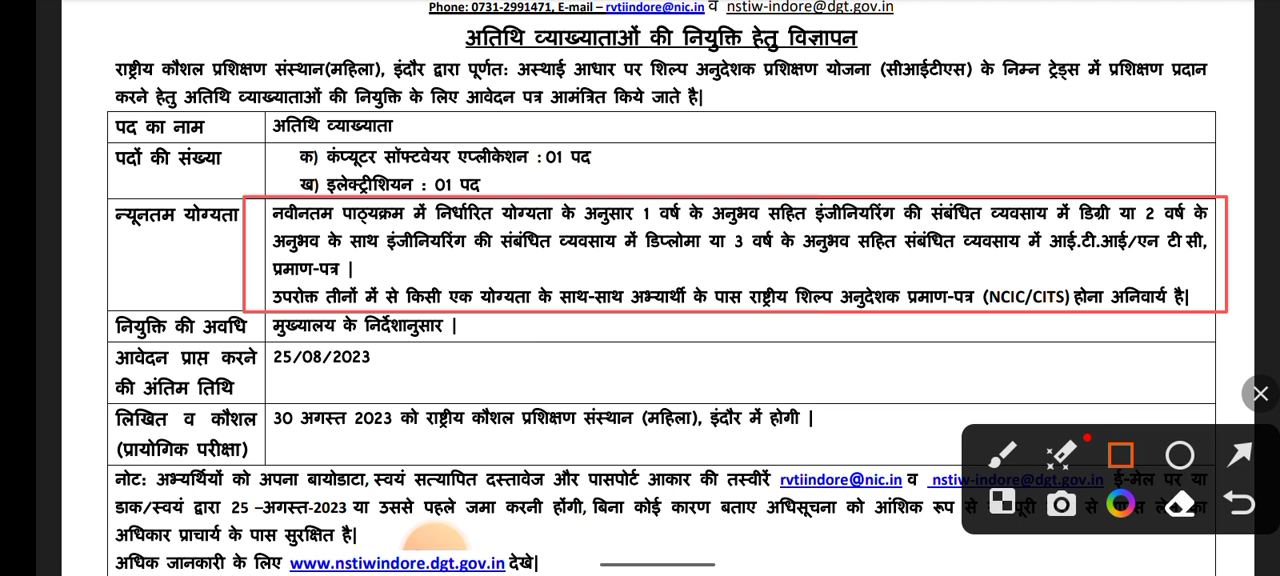 Phone: 0731-2991471, E-mail – rvtiindore@nic.in व nstiw-indore@dgt.gov.in
अतिथि व्याख्याताओं की नियुक्ति हेतु विज्ञापन
राष्ट्रीय कौशल प्रशिक्षण संस्थान(महिला), इंदौर द्वारा पूर्णत: अस्थाई आधार पर शिल्प अनुदेशक प्रशिक्षण योजना (सीआईटीएस) के निम्न ट्रेड्स में प्रशिक्षण प्रदान
करने हेतु अतिथि व्याख्याताओं की नियुक्ति के लिए आवेदन पत्र आमंत्रित किये जाते है|
पद का नाम अतिथि व्याख्याता
पदों की संख्या क) कंप्यूटर सॉफ्टवेयर एप्लीकेशन : 01 पद
ख) इलेक्ट्रीशियन : 01 पद
न्यूनतम योग्यता नवीनतम पाठ्यक्रम में निर्धारित योग्यता के अनुसार 1 वर्ष के अनुभव सहित इंजीनियरिंग की संबंधित व्यवसाय में डिग्री या 2 वर्ष के
अनुभव के साथ इंजीनियरिंग की संबंधित व्यवसाय में डिप्लोमा या 3 वर्ष के अनुभव सहित संबंधित व्यवसाय में आई.टी.आई/एन टी सी,
प्रमाण-पत्र |
उपरोक्त तीनों में से किसी एक योग्यता के साथ-साथ अभ्यार्थी के पास राष्ट्रीय शिल्प अनुदेशक प्रमाण-पत्र (NCIC/CITS) होना अनिवार्य है|
नियुक्ति की अवधि मुख्यालय के निर्देशानुसार |
आवेदन प्राप्त करने 25/08/2023
की अंतिम तिथि
लिखित व कौशल 30 अगस्त 2023 को राष्ट्रीय कौशल प्रशिक्षण संस्थान (महिला), इंदौर में होगी |
(प्रायोगिक परीक्षा)
नोट: अभ्यर्थियों को अपना बायोडाटा, स्वयं सत्यापित दस्तावेज और पासपोर्ट आकार की तस्वीरें rvtiindore@nic.in व nstiw-indore@dgt.gov.in ई-मेल पर या
डाक/स्वयं द्वारा 25 –अगस्त-2023 या उससे पहले जमा करनी होंगी, बिना कोई कारण बताए अधिसूचना को आंशिक रूप से
अधिकार प्राचार्य के पास सुरक्षित है|
अधिक जानकारी के लिए www.nstiwindore.dgt.gov.in देखे|